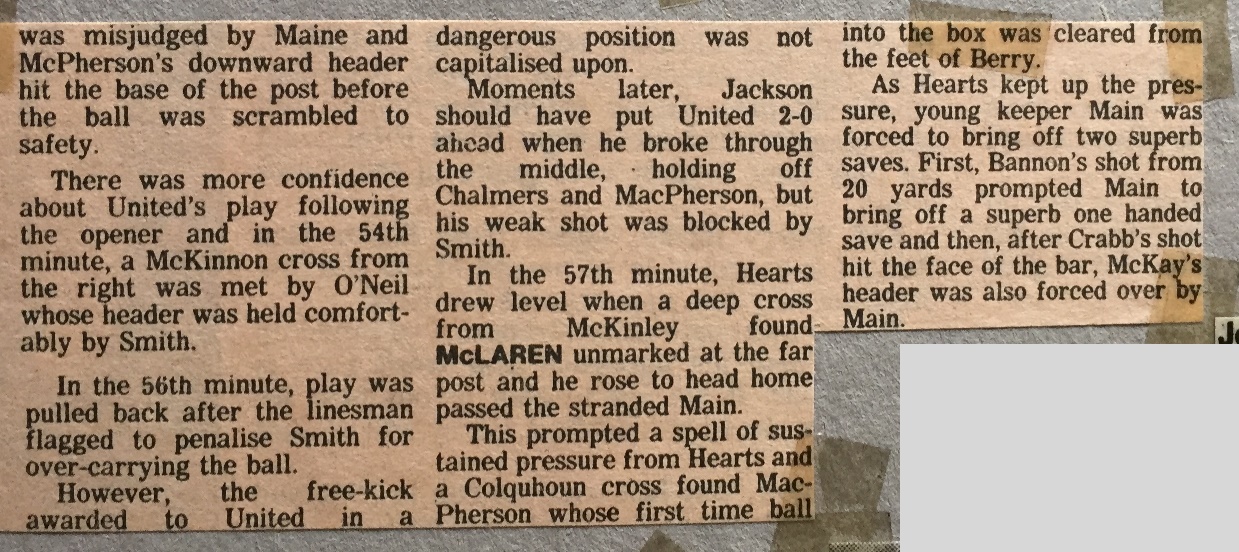 was misjudged by Maine and
McPherson's downward header
hit the base of the post before
the ball was scrambled to
safety.
There was more confidence
about United's play following
the opener and in the 54th
minute, a McKinnon cross from
the right was met by O'Neil
whose header was held comfort-
ably by Smith.
In the 56th minute, play was
pulled back after the linesman
flagged to penalise Smith for
over-carrying the ball.
However, the free-kick
awarded to United in a
dangerous position was not
capitalised upon.
Moments later, Jackson
should have put United 2-0
ahead when he broke through
the middle, holding off
Chalmers and MacPherson, but
his weak shot was blocked by
Smith.
In the 57th minute, Hearts
drew level when a deep cross
from McKinley found
McLAREN unmarked at the far
post and he rose to head home
passed the stranded Main.
This prompted a spell of sus-
tained pressure from Hearts and
a Colquhoun cross found Mac-
Pherson whose first time ball
into the box was cleared from
the feet of Berry.
As Hearts kept up the pres-
sure, young keeper Main was
forced to bring off two superb
saves. First, Bannon's shot from
20 yards prompted Main to
bring off a superb one handed
save and then, after Crabb's shot
hit the face of the bar, McKay's
header was also forced over by
Main.